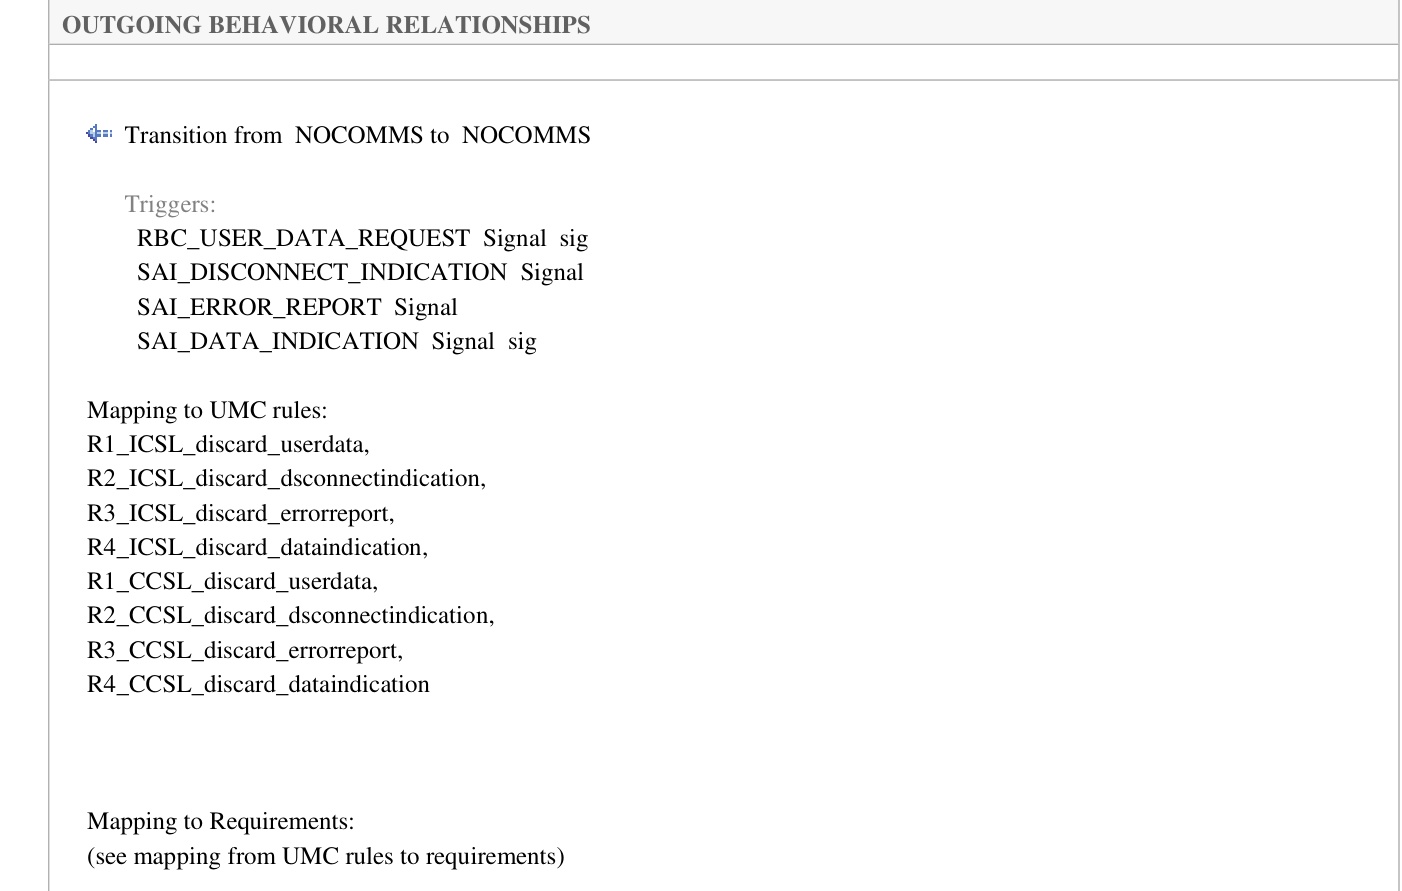 OUTGOING BEHAVIORAL RELATIONSHIPS
Transition from NOCOMMS to NOCOMMS
Triggers:
RBC_USER_DATA_REQUEST Signal sig
SAI_DISCONNECT_INDICATION Signal
SAI_ERROR_REPORT Signal
SAI_DATA_INDICATION Signal sig
Mapping to UMC rules:
R1_ICSL_discard_userdata,
R2_ICSL_discard_dsconnectindication,
R3_ICSL_discard_errorreport,
R4_ICSL_discard_dataindication,
R1_CCSL_discard_userdata,
R2_CCSL_discard_dsconnectindication,
R3_CCSL_discard_errorreport,
R4_CCSL_discard_dataindication
Mapping to Requirements:
(see mapping from UMC rules to requirements)